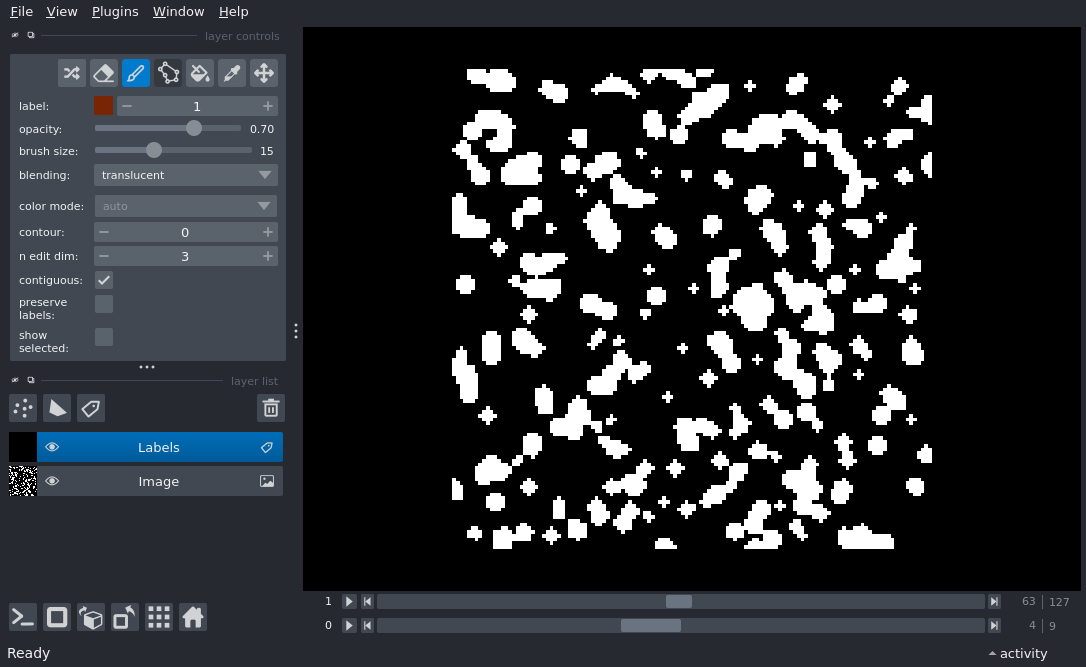 File View Plugins Window Help
layer controls
label: 1
opacity: 0.70
brush size: 15
blending: translucent
color mode: auto
contour: 0
n edit dim: 3
contiguous:
preserve
labels:
show
selected:
layer list
Labels
Image
1 63 127
0 4 9
Ready activity